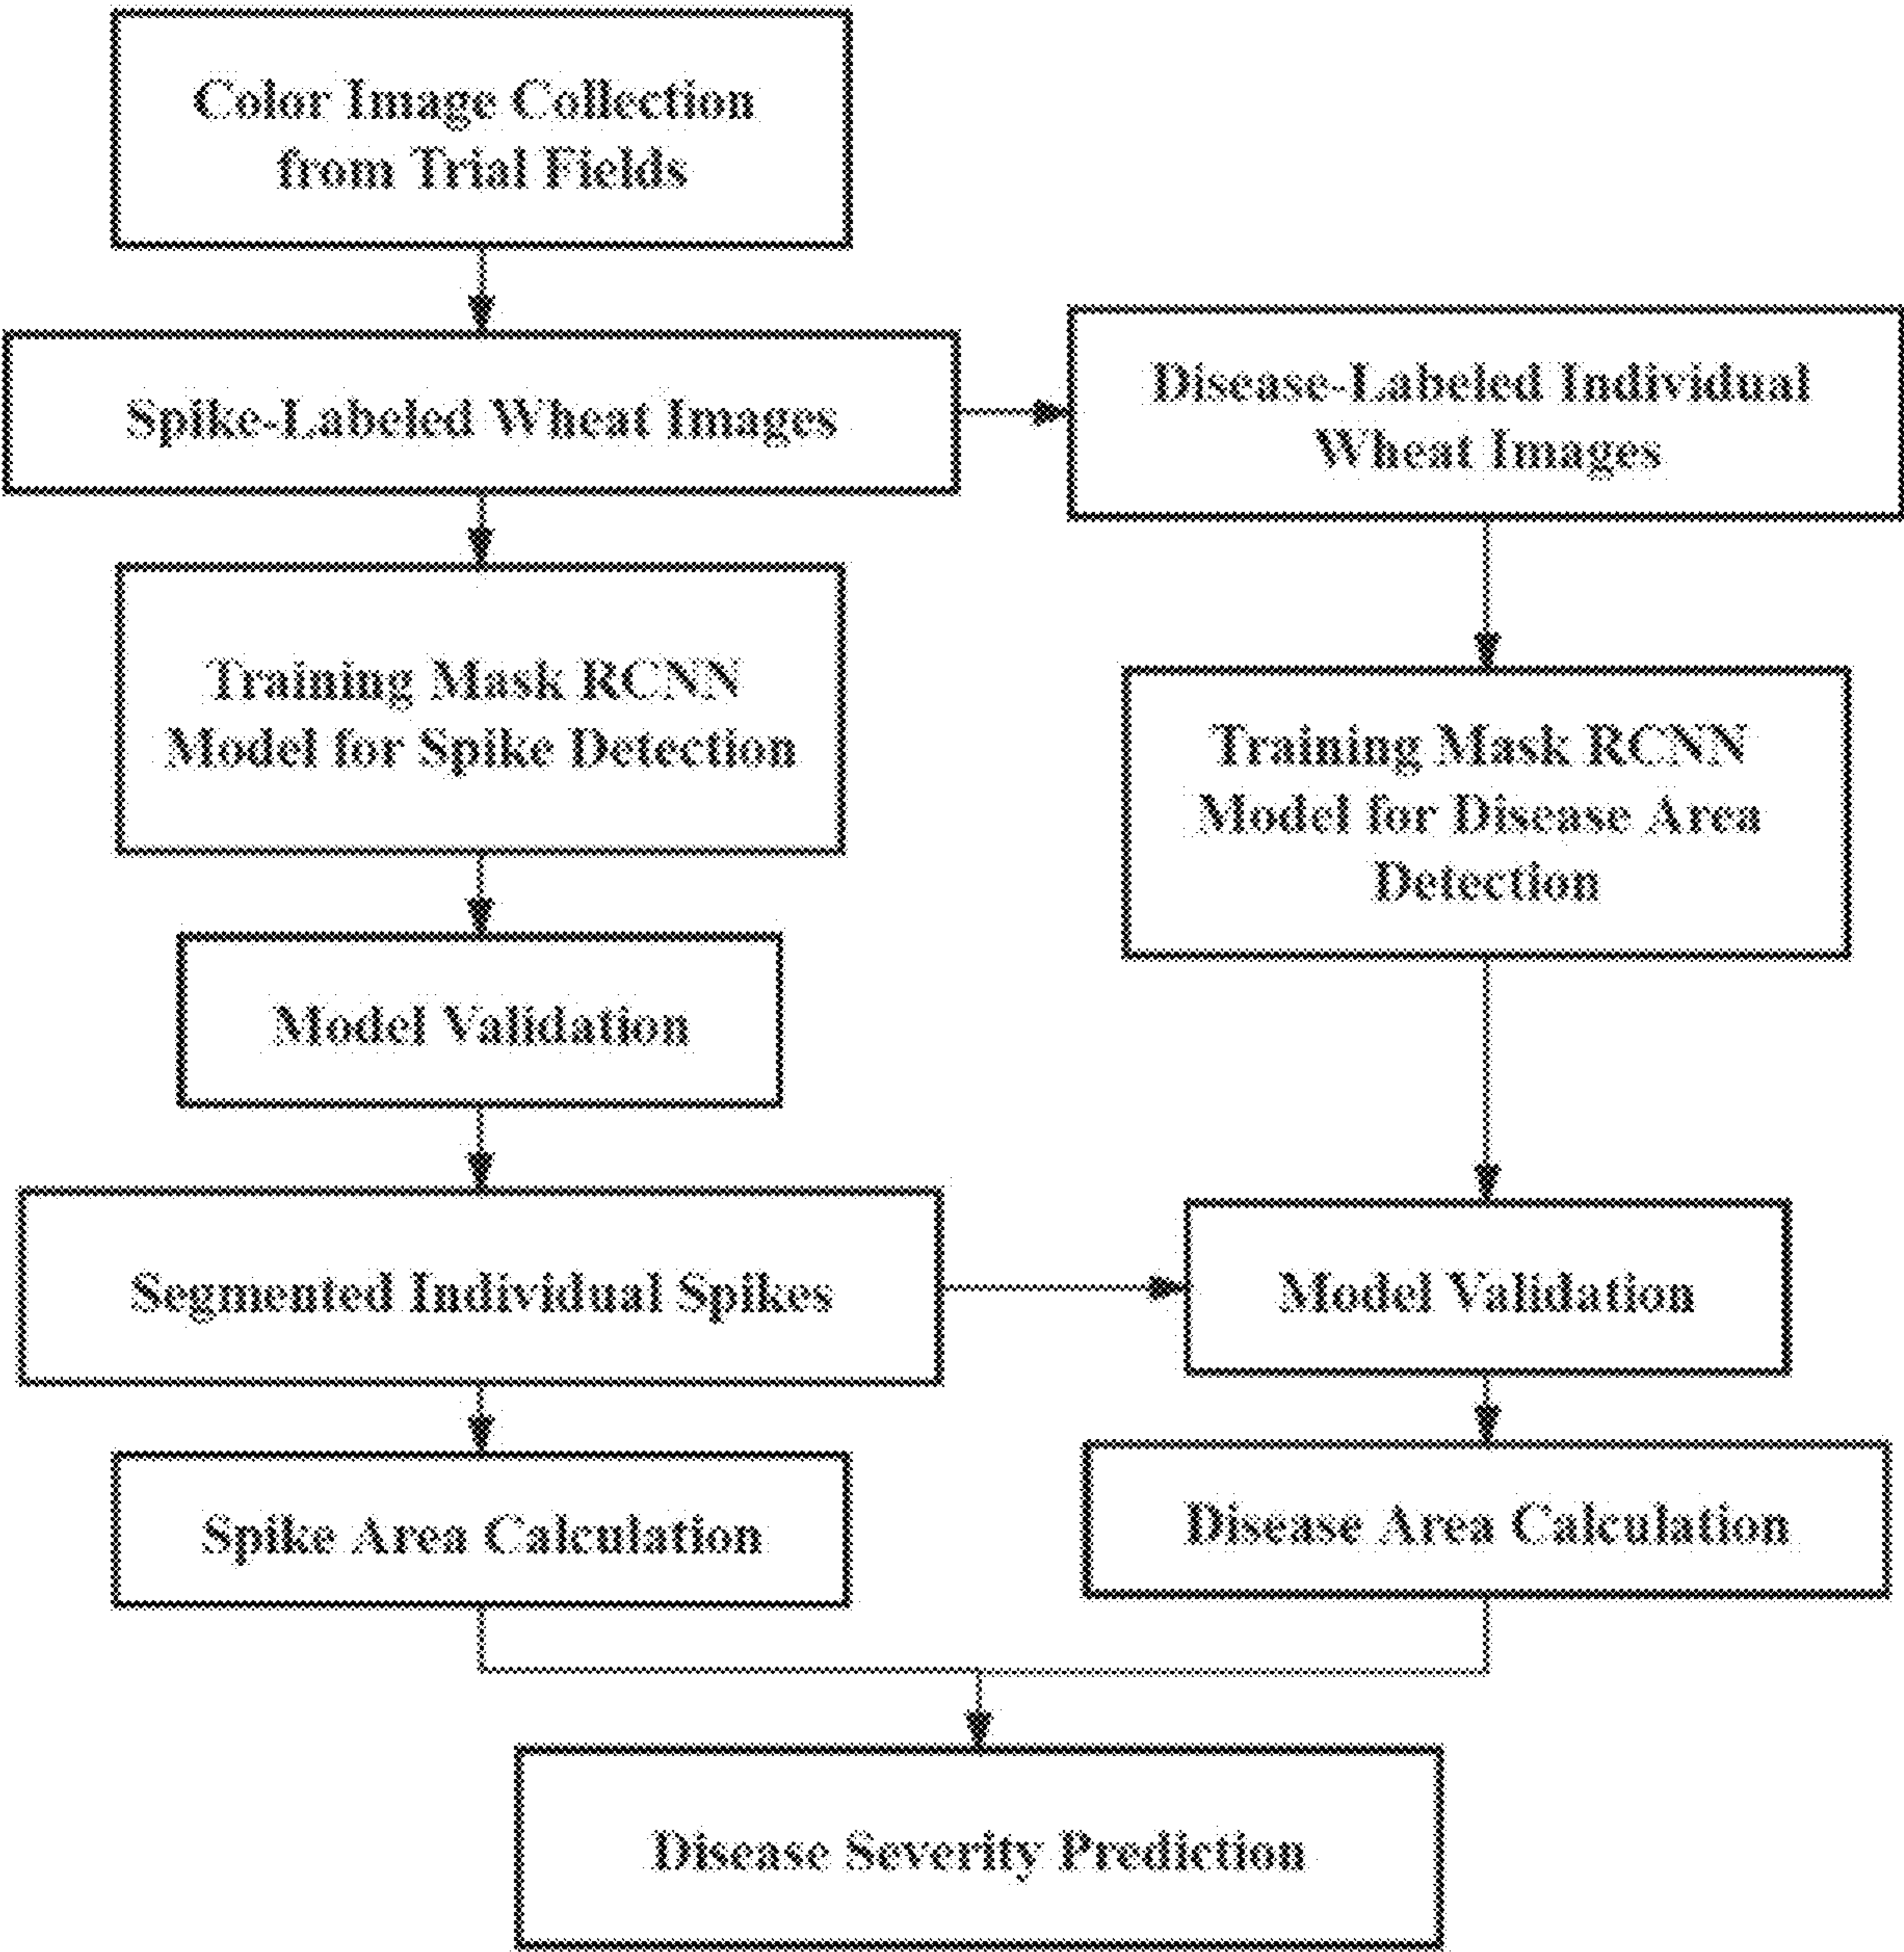 Color Image Collection
from Trial Fields
Spike-Labeled Wheat Images
Disease-Labeled Individual
Wheat Images
Training Mask RCNN
Model for Spike Detection
Training Mask RCNN
Model for Disease Area
Detection
Model Validation
Segmented Individual Spikes
Model Validation
Spike Area Calculation
Disease Area Calculation
Disease Severity Prediction